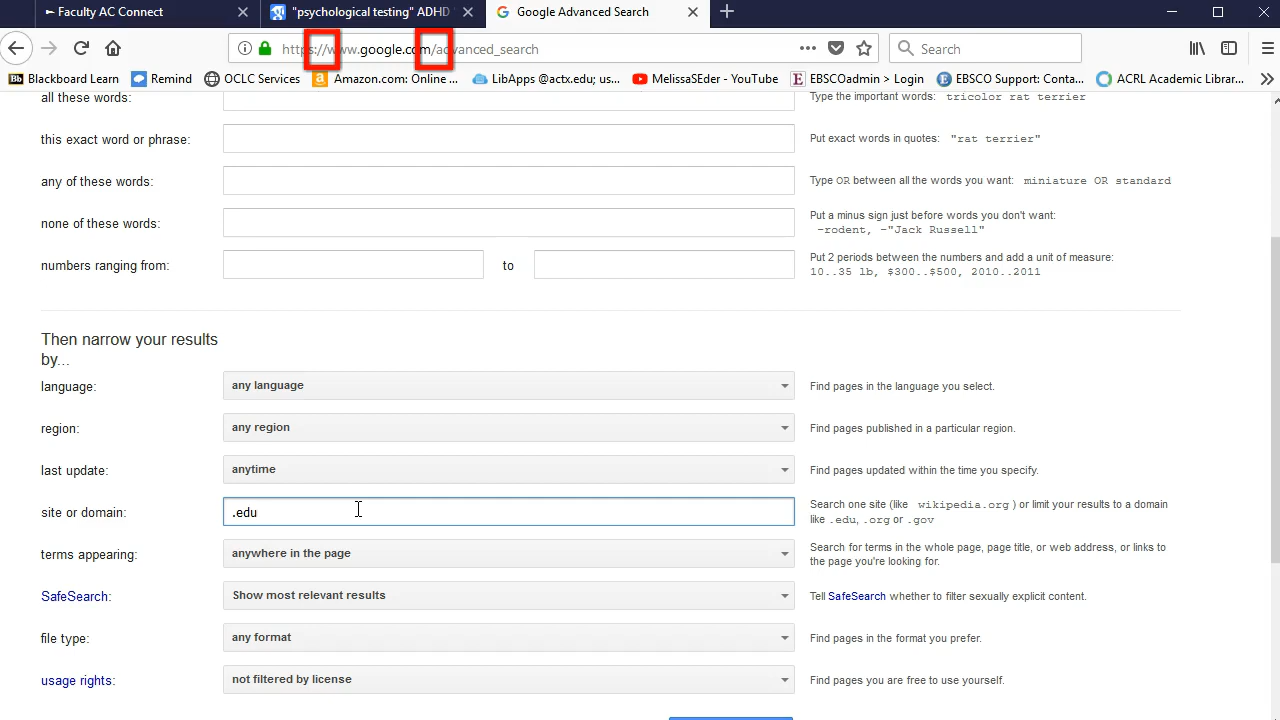 Faculty AC Connect
"psychological testing" ADHD
Google Advanced Search
https://www.google.com/advanced_search
Search
Bb Blackboard Learn
Remind
OCLC Services
a Amazon.com: Online ...
LibApps @actx.edu; us...
MelissaSEder - YouTube
E EBSCOadmin > Login
EBSCO Support: Conta...
ACRL Academic Librar...
all these words:
Type the important words: tricolor rat terrier
this exact word or phrase:
Put exact words in quotes: "rat terrier"
any of these words:
Type OR between all the words you want: miniature OR standard
none of these words:
Put a minus sign just before words you don't want:
-rodent, -"Jack Russell"
numbers ranging from:
to
Put 2 periods between the numbers and add a unit of measure:
10..35 lb, $300..$500, 2010..2011
Then narrow your results
by...
language:
any language
Find pages in the language you select.
region:
any region
Find pages published in a particular region.
last update:
anytime
Find pages updated within the time you specify.
site or domain:
.edu
Search one site (like wikipedia.org ) or limit your results to a domain
like .edu, .org or .gov
terms appearing:
anywhere in the page
Search for terms in the whole page, page title, or web address, or links to
the page you're looking for.
SafeSearch:
Show most relevant results
Tell SafeSearch whether to filter sexually explicit content.
file type:
any format
Find pages in the format you prefer.
usage rights:
not filtered by license
Find pages you are free to use yourself.